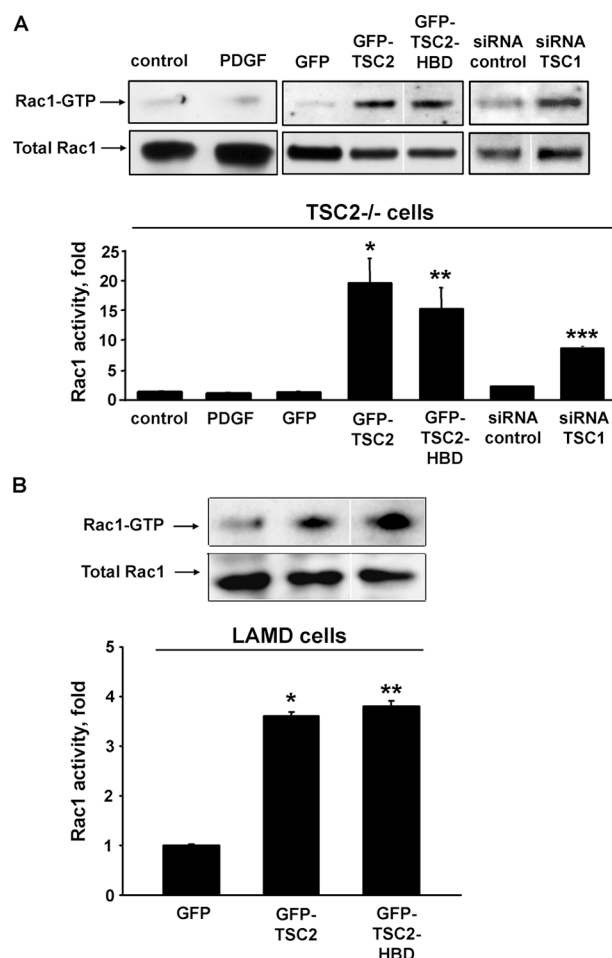 A
control PDGF GFP GFP-TSC2 GFP-TSC2-HBD siRNA control siRNA TSC1
Rac1-GTP
Total Rac1
TSC2-/- cells
Rac1 activity, fold
25
20
15
10
5
0
* ** ***
control PDGF GFP GFP-TSC2 GFP-TSC2-HBD siRNA control siRNA TSC1
B
Rac1-GTP
Total Rac1
LAMD cells
Rac1 activity, fold
5
4
3
2
1
0
* **
GFP GFP-TSC2 GFP-TSC2-HBD